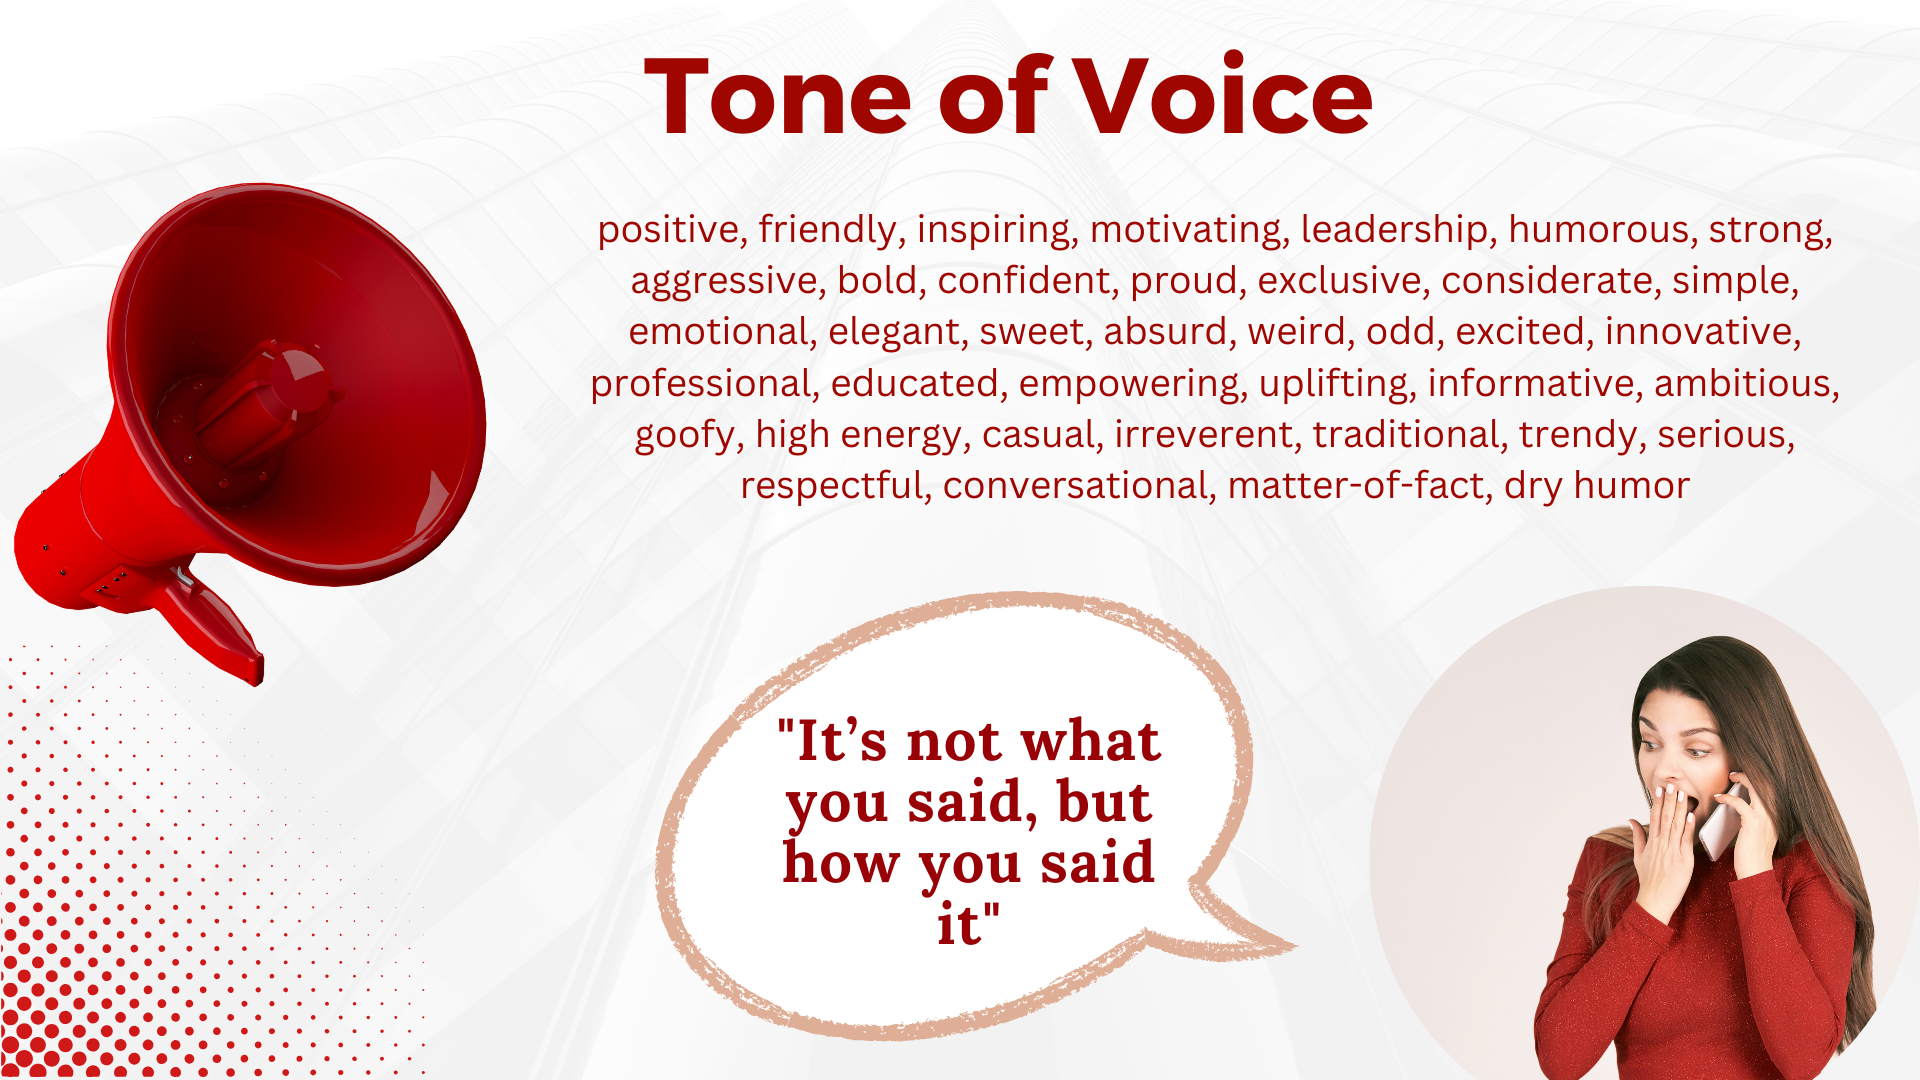 Tone of Voice
positive, friendly, inspiring, motivating, leadership, humorous, strong,
aggressive, bold, confident, proud, exclusive, considerate, simple,
emotional, elegant, sweet, absurd, weird, odd, excited, innovative,
professional, educated, empowering, uplifting, informative, ambitious,
goofy, high energy, casual, irreverent, traditional, trendy, serious,
respectful, conversational, matter-of-fact, dry humor
"It’s not what
you said, but
how you said
it"